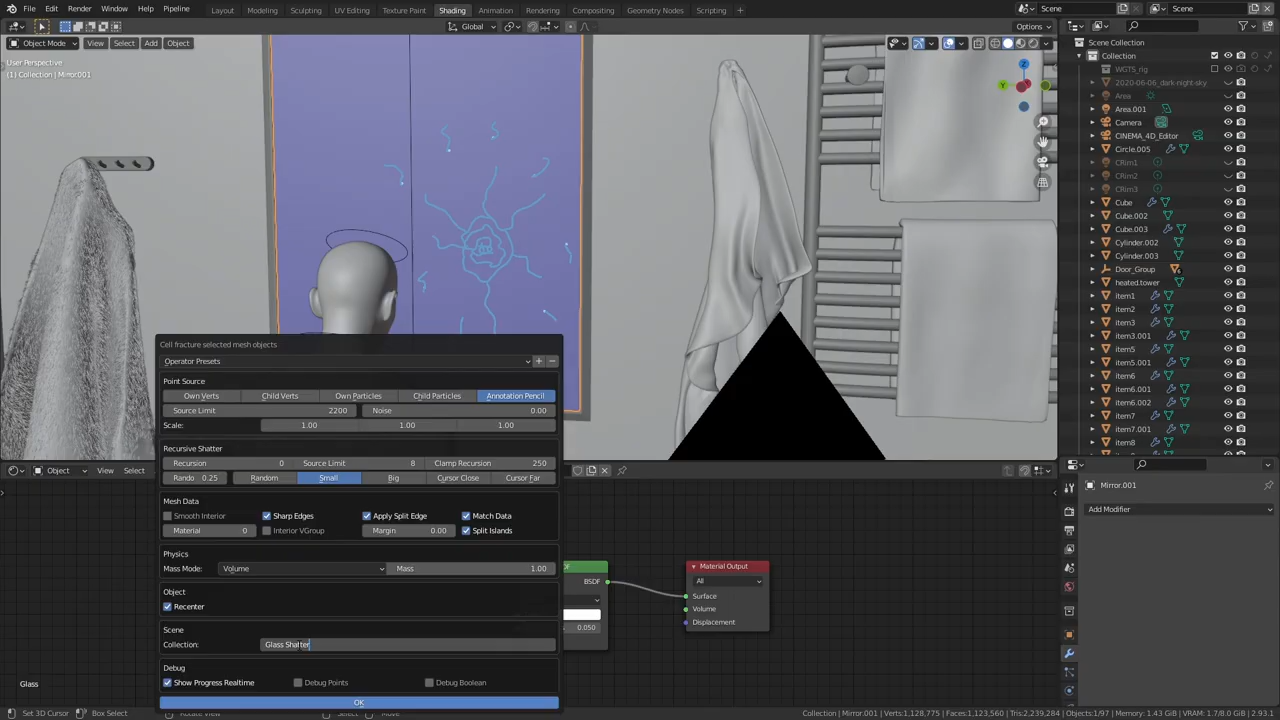 File Edit Render Window Help Pipeline Layout Modeling Sculpting UV Editing Texture Paint Shading Animation Rendering Compositing Geometry Nodes Scripting Scene Scene
Global Options
Object Mode View Select Add Object
User Perspective
(1) Collection | Mirror.001
Z
Y
Scene Collection
Collection
WGTS_rig
2020-06-06_dark-night-sky
Area
Area.001
Camera
CINEMA_4D_Editor
Circle.005
CRim1
CRim2
CRim3
Cube
Cube.002
Cube.003
Cylinder.002
Cylinder.003
Door_Group
heated.tower
item1
item2
item3
item3.001
item5
item5.001
item6
item6.001
item6.002
item7
item7.001
item8
Cell fracture selected mesh objects
Operator Presets
Point Source
Own Verts Child Verts Own Particles Child Particles Annotation Pencil
Source Limit 2200 Noise 0.00
Scale: 1.00 1.00 1.00
Recursive Shatter
Recursion 0 Source Limit 8 Clamp Recursion 250
Rando 0.25 Random Small Big Cursor Close Cursor Far
Mesh Data
Smooth Interior Sharp Edges Apply Split Edge Match Data
Material 0 Interior VGroup Margin 0.00 Split Islands
Physics
Mass Mode: Volume Mass 1.00
Object
Recenter
Scene
Collection: Glass Shatter
Debug
Show Progress Realtime Debug Points Debug Boolean
OK
Object View Select
BSDF
0.050
Material Output
All
Surface
Volume
Displacement
Glass
Mirror.001
Add Modifier
Set 3D Cursor Box Select Rotate View Select Move Collection | Mirror.001 | Verts:1,128,775 | Faces:1,123,560 | Tris:2,239,284 | Objects:1/97 | Memory: 1.43 GiB | VRAM: 1.7/8.0 GiB | 2.93.1